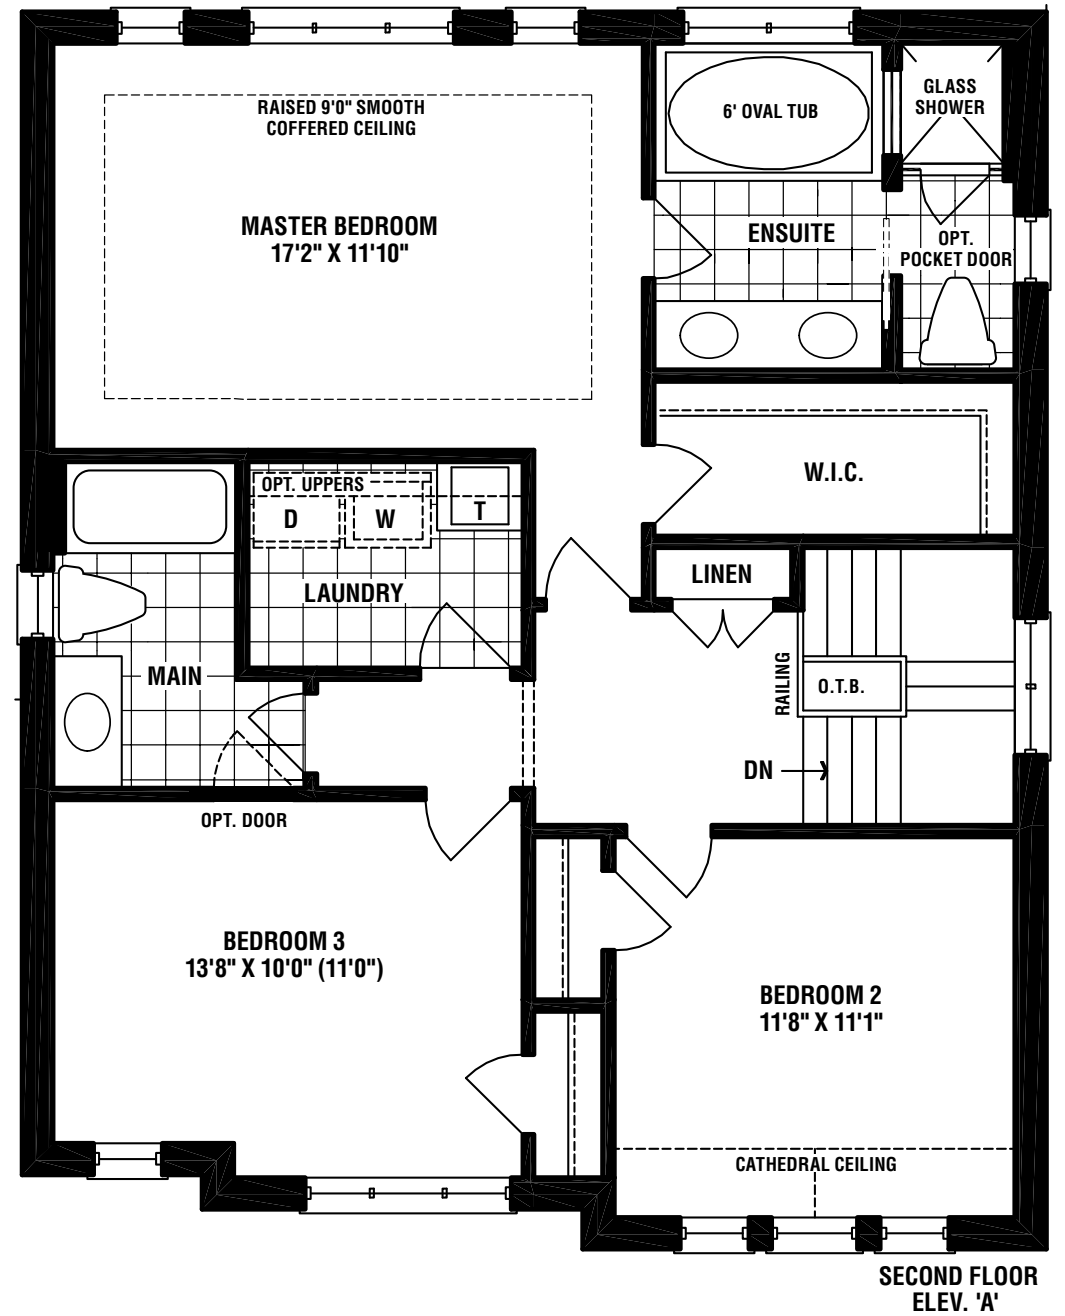 RAISED 9'0" SMOOTH
COFFERED CEILING
MASTER BEDROOM
17'2" X 11'10"
6' OVAL TUB
GLASS
SHOWER
ENSUITE
OPT.
POCKET DOOR
W.I.C.
OPT. UPPERS
D
W
T
LAUNDRY
LINEN
MAIN
RAILING
O.T.B.
DN
OPT. DOOR
BEDROOM 3
13'8" X 10'0" (11'0")
BEDROOM 2
11'8" X 11'1"
CATHEDRAL CEILING
SECOND FLOOR
ELEV. 'A'